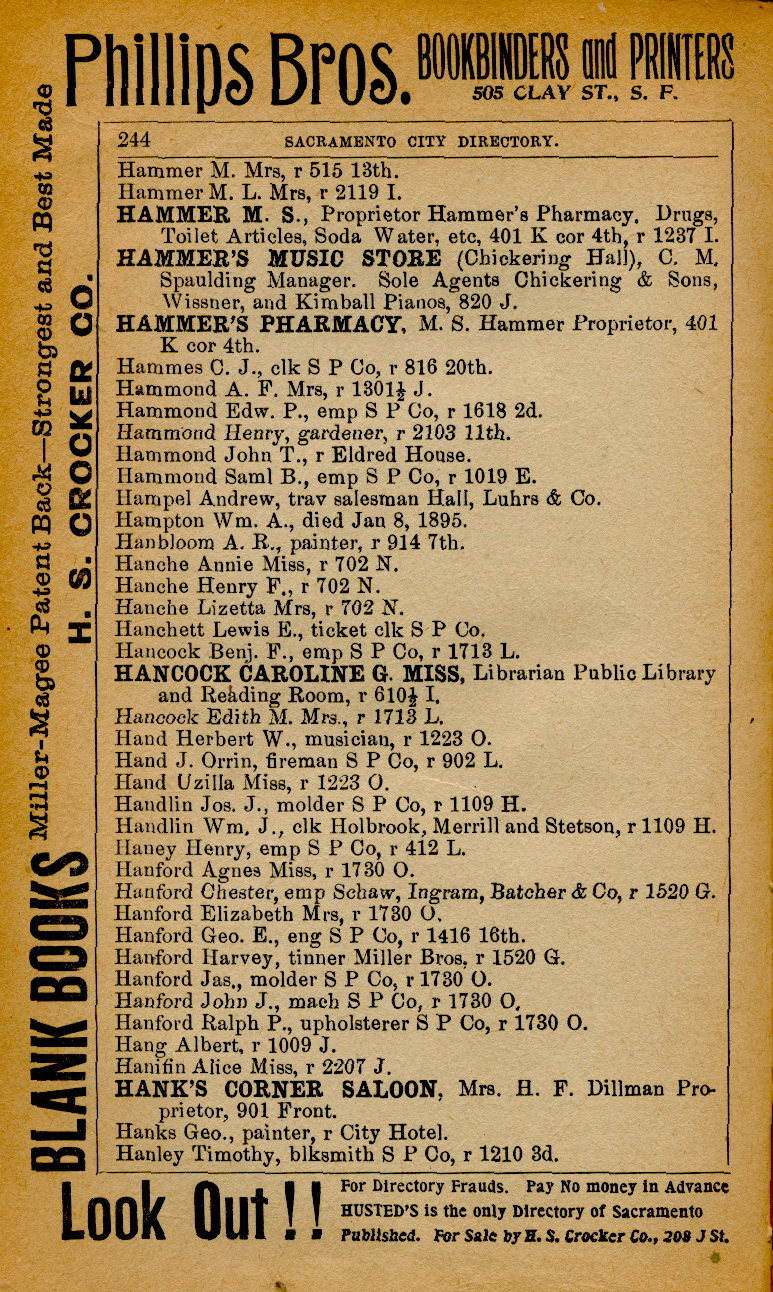 Phillips Bros. BOOKBINDERS and PRINTERS
505 CLAY ST., S. F.
BLANK BOOKS Miller-Magee Patent Back—Strongest and Best Made
H. S. CROCKER CO.
244 SACRAMENTO CITY DIRECTORY.
Hammer M. Mrs, r 515 13th.
Hammer M. L. Mrs, r 2119 I.
HAMMER M. S., Proprietor Hammer's Pharmacy. Drugs,
Toilet Articles, Soda Water, etc, 401 K cor 4th, r 1237 I.
HAMMER'S MUSIC STORE (Chickering Hall), C. M.
Spaulding Manager. Sole Agents Chickering & Sons,
Wissner, and Kimball Pianos, 820 J.
HAMMER'S PHARMACY, M. S. Hammer Proprietor, 401
K cor 4th.
Hammes C. J., clk S P Co, r 816 20th.
Hammond A. F. Mrs, r 1301½ J.
Hammond Edw. P., emp S P Co, r 1618 2d.
Hammond Henry, gardener, r 2103 11th.
Hammond John T., r Eldred House.
Hammond Saml B., emp S P Co, r 1019 E.
Hampel Andrew, trav salesman Hall, Luhrs & Co.
Hampton Wm. A., died Jan 8, 1895.
Hanbloom A. R., painter, r 914 7th.
Hanche Annie Miss, r 702 N.
Hanche Henry F., r 702 N.
Hanche Lizetta Mrs, r 702 N.
Hanchett Lewis E., ticket clk S P Co.
Hancock Benj. F., emp S P Co, r 1713 L.
HANCOCK CAROLINE G. MISS, Librarian Public Library
and Reading Room, r 610½ I.
Hancock Edith M. Mrs., r 1713 L.
Hand Herbert W., musician, r 1223 O.
Hand J. Orrin, fireman S P Co, r 902 L.
Hand Uzilla Miss, r 1223 O.
Handlin Jos. J., molder S P Co, r 1109 H.
Handlin Wm. J., clk Holbrook, Merrill and Stetson, r 1109 H.
Haney Henry, emp S P Co, r 412 L.
Hanford Agnes Miss, r 1730 O.
Hanford Chester, emp Schaw, Ingram, Batcher & Co, r 1520 G.
Hanford Elizabeth Mrs, r 1730 O.
Hanford Geo. E., eng S P Co, r 1416 16th.
Hanford Harvey, tinner Miller Bros, r 1520 G.
Hanford Jas., molder S P Co, r 1730 O.
Hanford John J., mach S P Co, r 1730 O.
Hanford Ralph P., upholsterer S P Co, r 1730 O.
Hang Albert, r 1009 J.
Hanifin Alice Miss, r 2207 J.
HANK'S CORNER SALOON, Mrs. H. F. Dillman Pro-
prietor, 901 Front.
Hanks Geo., painter, r City Hotel.
Hanley Timothy, blksmith S P Co, r 1210 3d.
Look Out!! For Directory Frauds. Pay No money in Advance
HUSTED'S is the only Directory of Sacramento
Published. For Sale by H. S. Crocker Co., 208 J St.